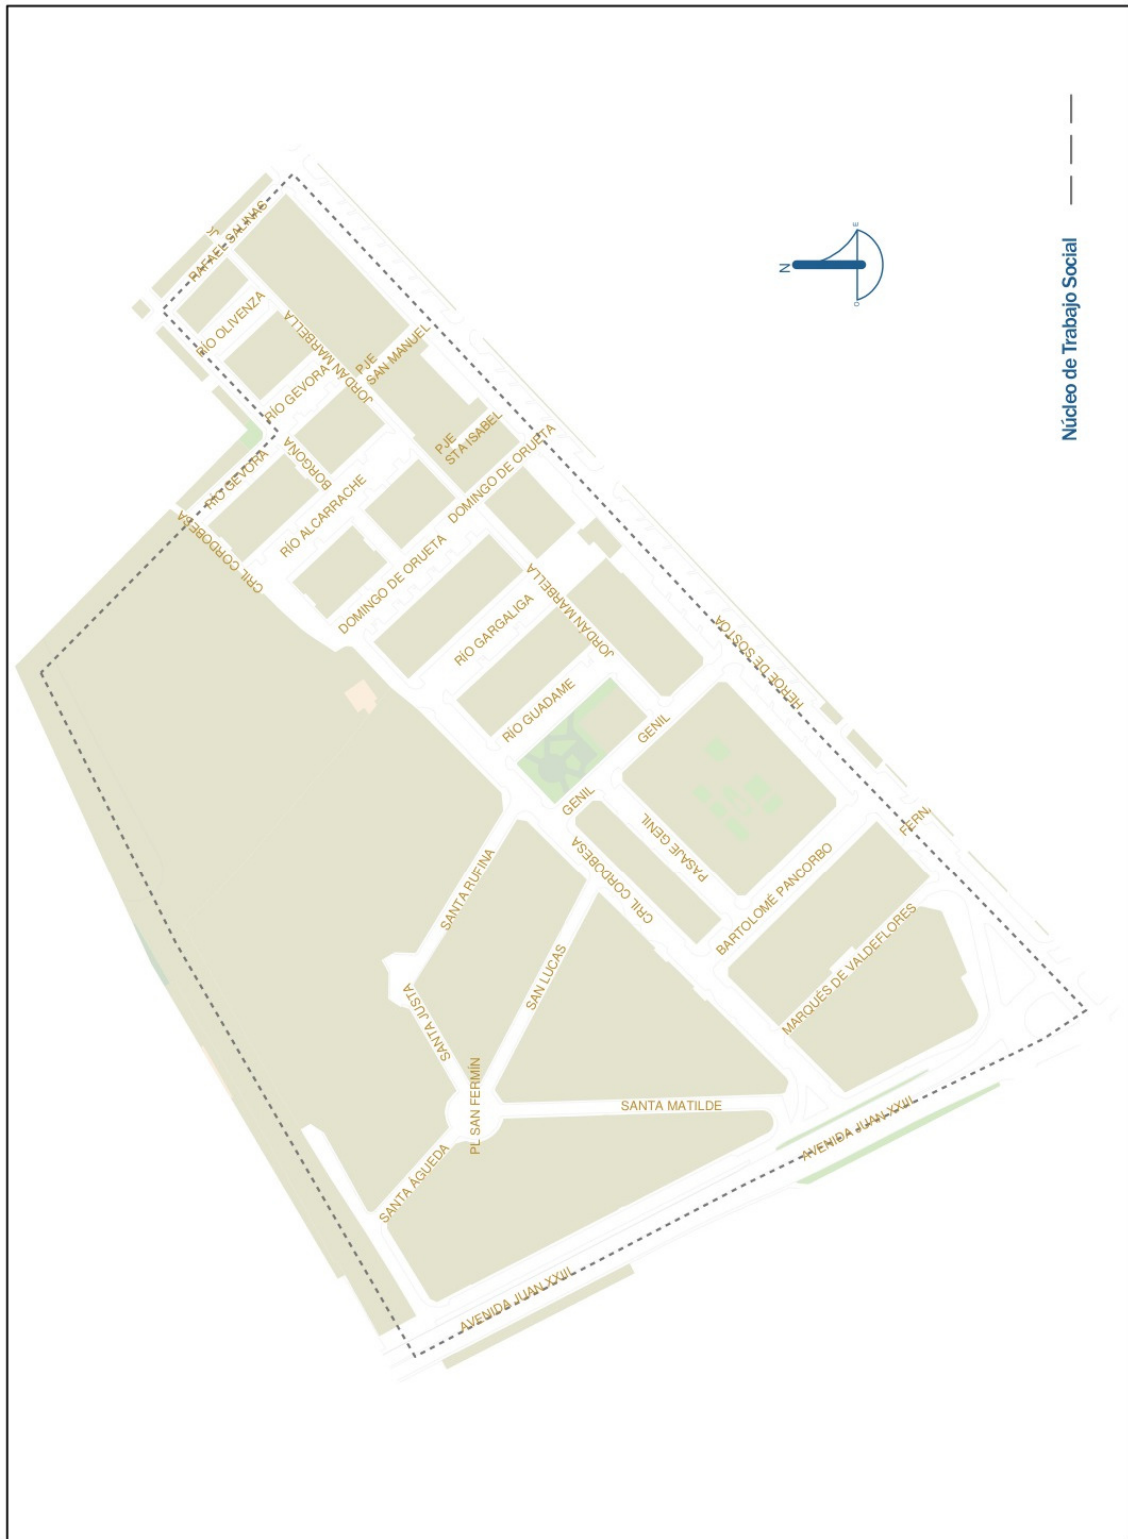 JC
RAFAEL SALINAS
RÍO OLIVENZA
JORDÁN MARBELLA
PJE
SAN MANUEL
RÍO GEVORA
RÍO GEVORA
BORGOÑA
CRIL CORDOBESA
RÍO ALCARRACHE
PJE
STA ISABEL
DOMINGO DE ORUETA
DOMINGO DE ORUETA
JORDÁN MARBELLA
RÍO GARGALIGA
RÍO GUADAME
GENIL
GENIL
HÉROE DE SOSTOA
PASAJE GENIL
CRIL CORDOBESA
BARTOLOMÉ PANCORBO
FERN.
MARQUÉS DE VALDEFLORES
SANTA RUFINA
SAN LUCAS
SANTA JUSTA
PL SAN FERMÍN
SANTA MATILDE
SANTA ÁGUEDA
AVENIDA JUAN XXIII
AVENIDA JUAN XXIII
N
E
O
Núcleo de Trabajo Social